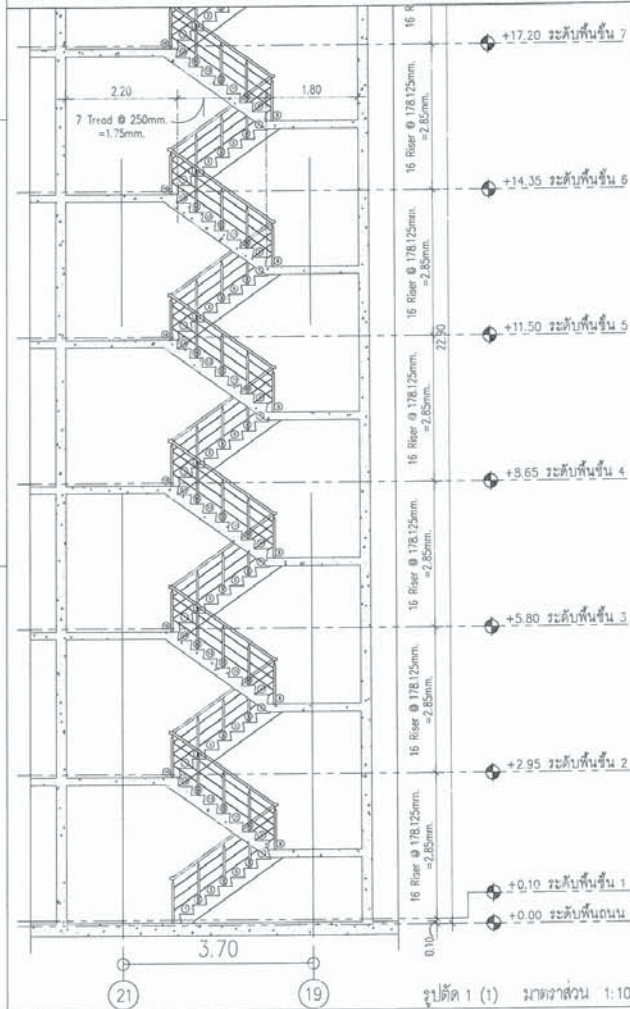 16 R
+17.20 ระดับพื้นชั้น 7
2.20
1.80
7 Tread @ 250mm.
=1.75mm.
16 Riser @ 178.125mm.
=2.85mm.
+14.35 ระดับพื้นชั้น 6
16 Riser @ 178.125mm.
=2.85mm.
22.90
+11.50 ระดับพื้นชั้น 5
16 Riser @ 178.125mm.
=2.85mm.
+8.65 ระดับพื้นชั้น 4
16 Riser @ 178.125mm.
=2.85mm.
+5.80 ระดับพื้นชั้น 3
16 Riser @ 178.125mm.
=2.85mm.
+2.95 ระดับพื้นชั้น 2
16 Riser @ 178.125mm.
=2.85mm.
+0.10 ระดับพื้นชั้น 1
+0.00 ระดับพื้นถนน
0.10
3.70
21
19
รูปตัด 1 (1) มาตราส่วน 1:10